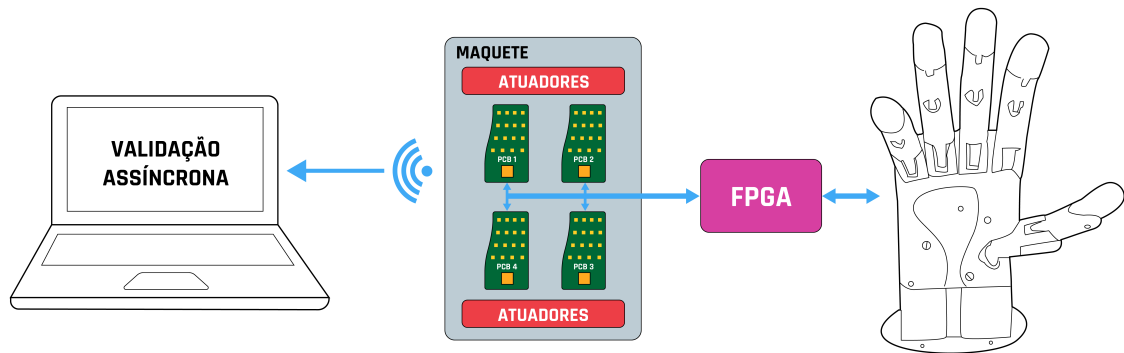 VALIDAÇÃO
ASSÍNCRONA
MAQUETE
ATUADORES
PCB 1
PCB 2
PCB 4
PCB 3
ATUADORES
FPGA